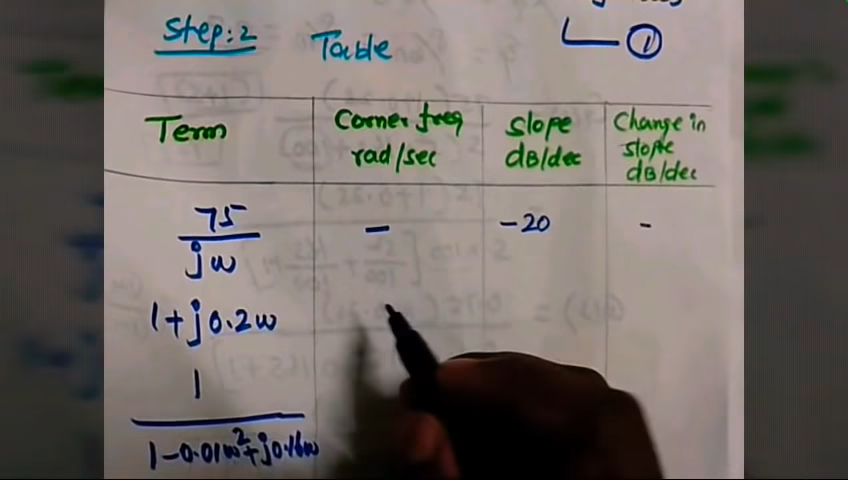 Step:2 Table
1
Term Corner freq rad/sec slope dB/dec Change in slope dB/dec
75 - -20 -
jω
1+j0.2ω
1
1-0.01ω²+j0.16ω